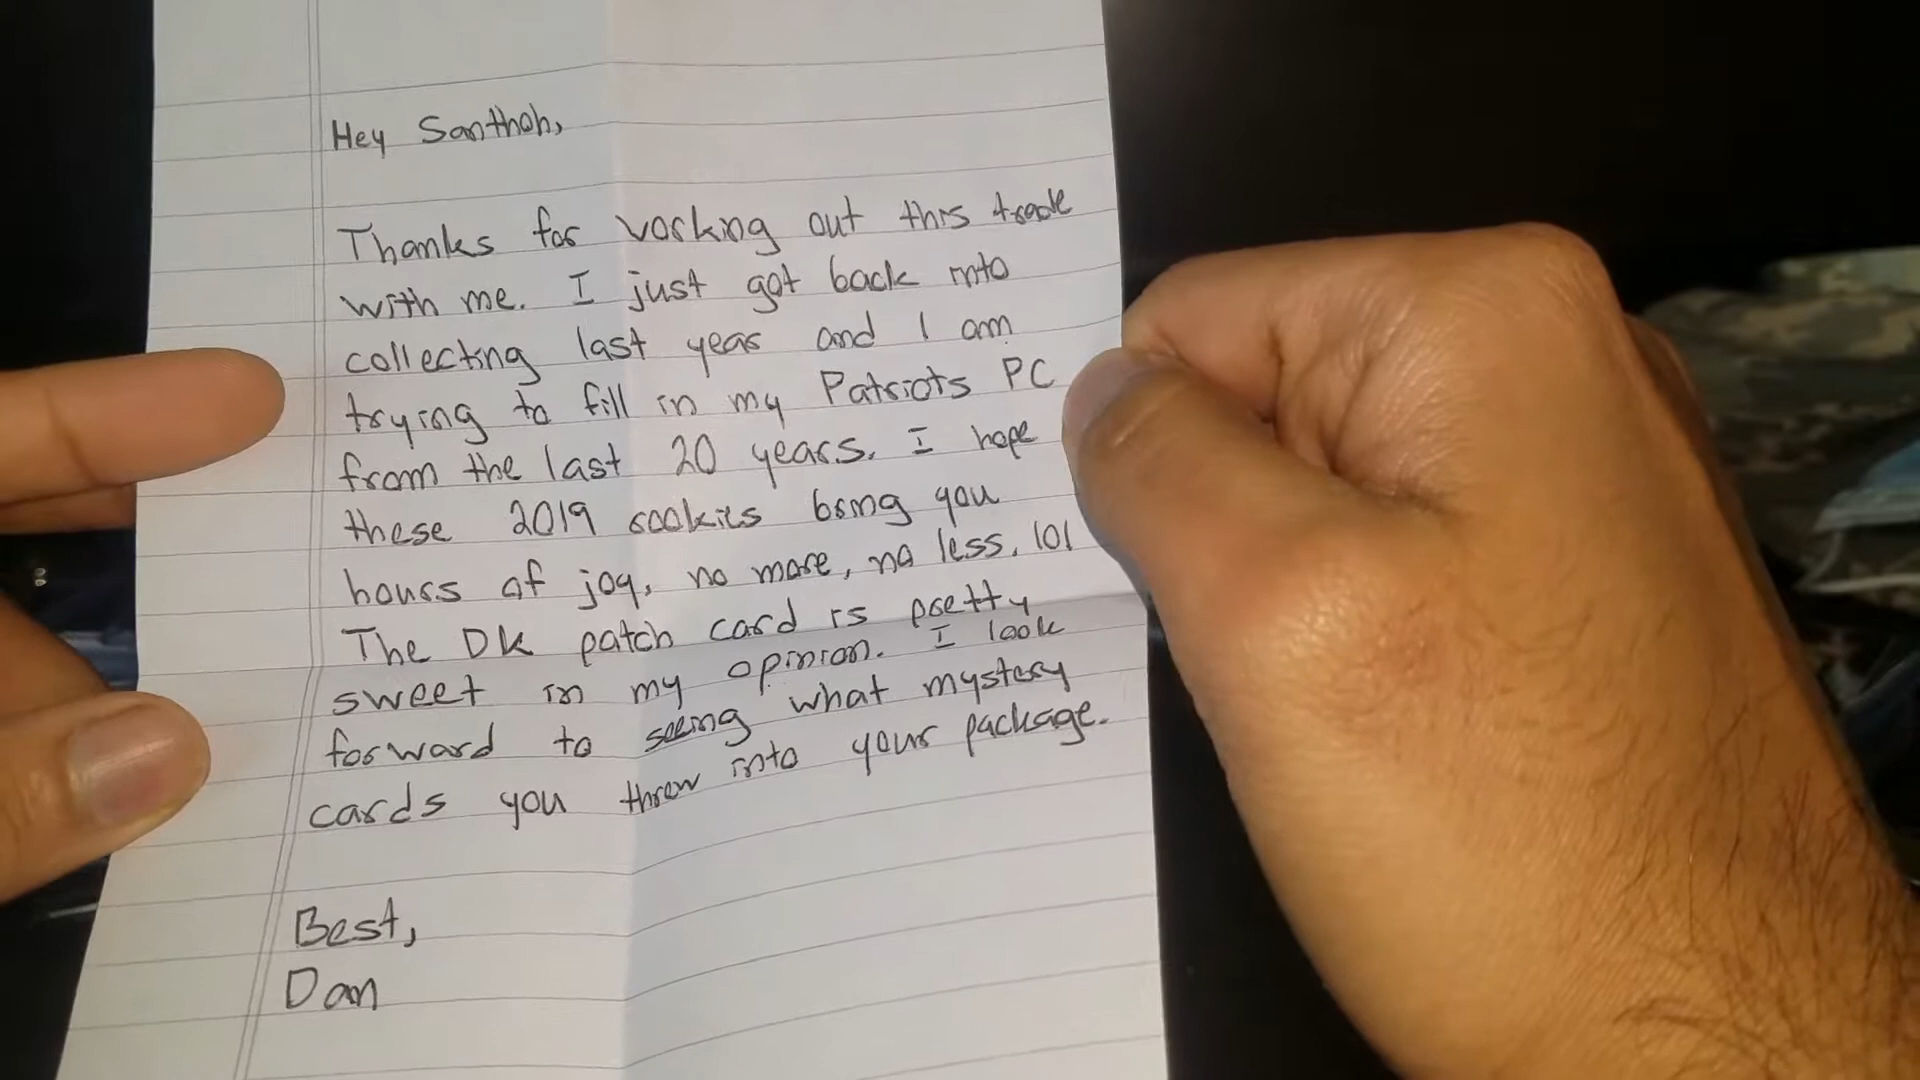 Hey Santhoh,
Thanks for working out this trade
with me. I just got back into
collecting last year and I am
trying to fill in my Patriots PC
from the last 20 years. I hope
these 2019 rookies bring you
hours of joy, no more, no less. lol
The DK patch card is pretty
sweet in my opinion. I look
forward to seeing what mystery
cards you threw into your package.
Best,
Dan